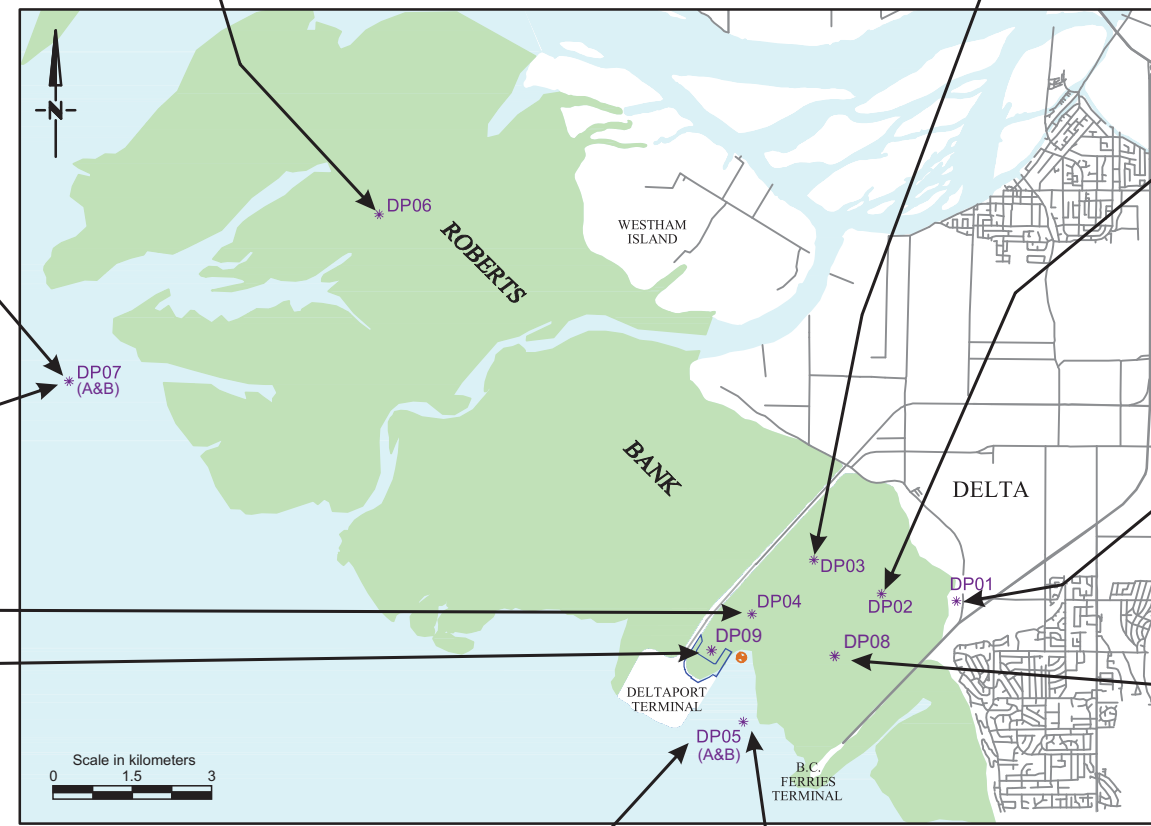 N
DP06
ROBERTS
WESTHAM
ISLAND
DP07
(A&B)
BANK
DELTA
DP03
DP01
DP02
DP04
DP09
DP08
DELTAPORT
TERMINAL
DP05
(A&B)
B.C.
FERRIES
TERMINAL
Scale in kilometers
0 1.5 3